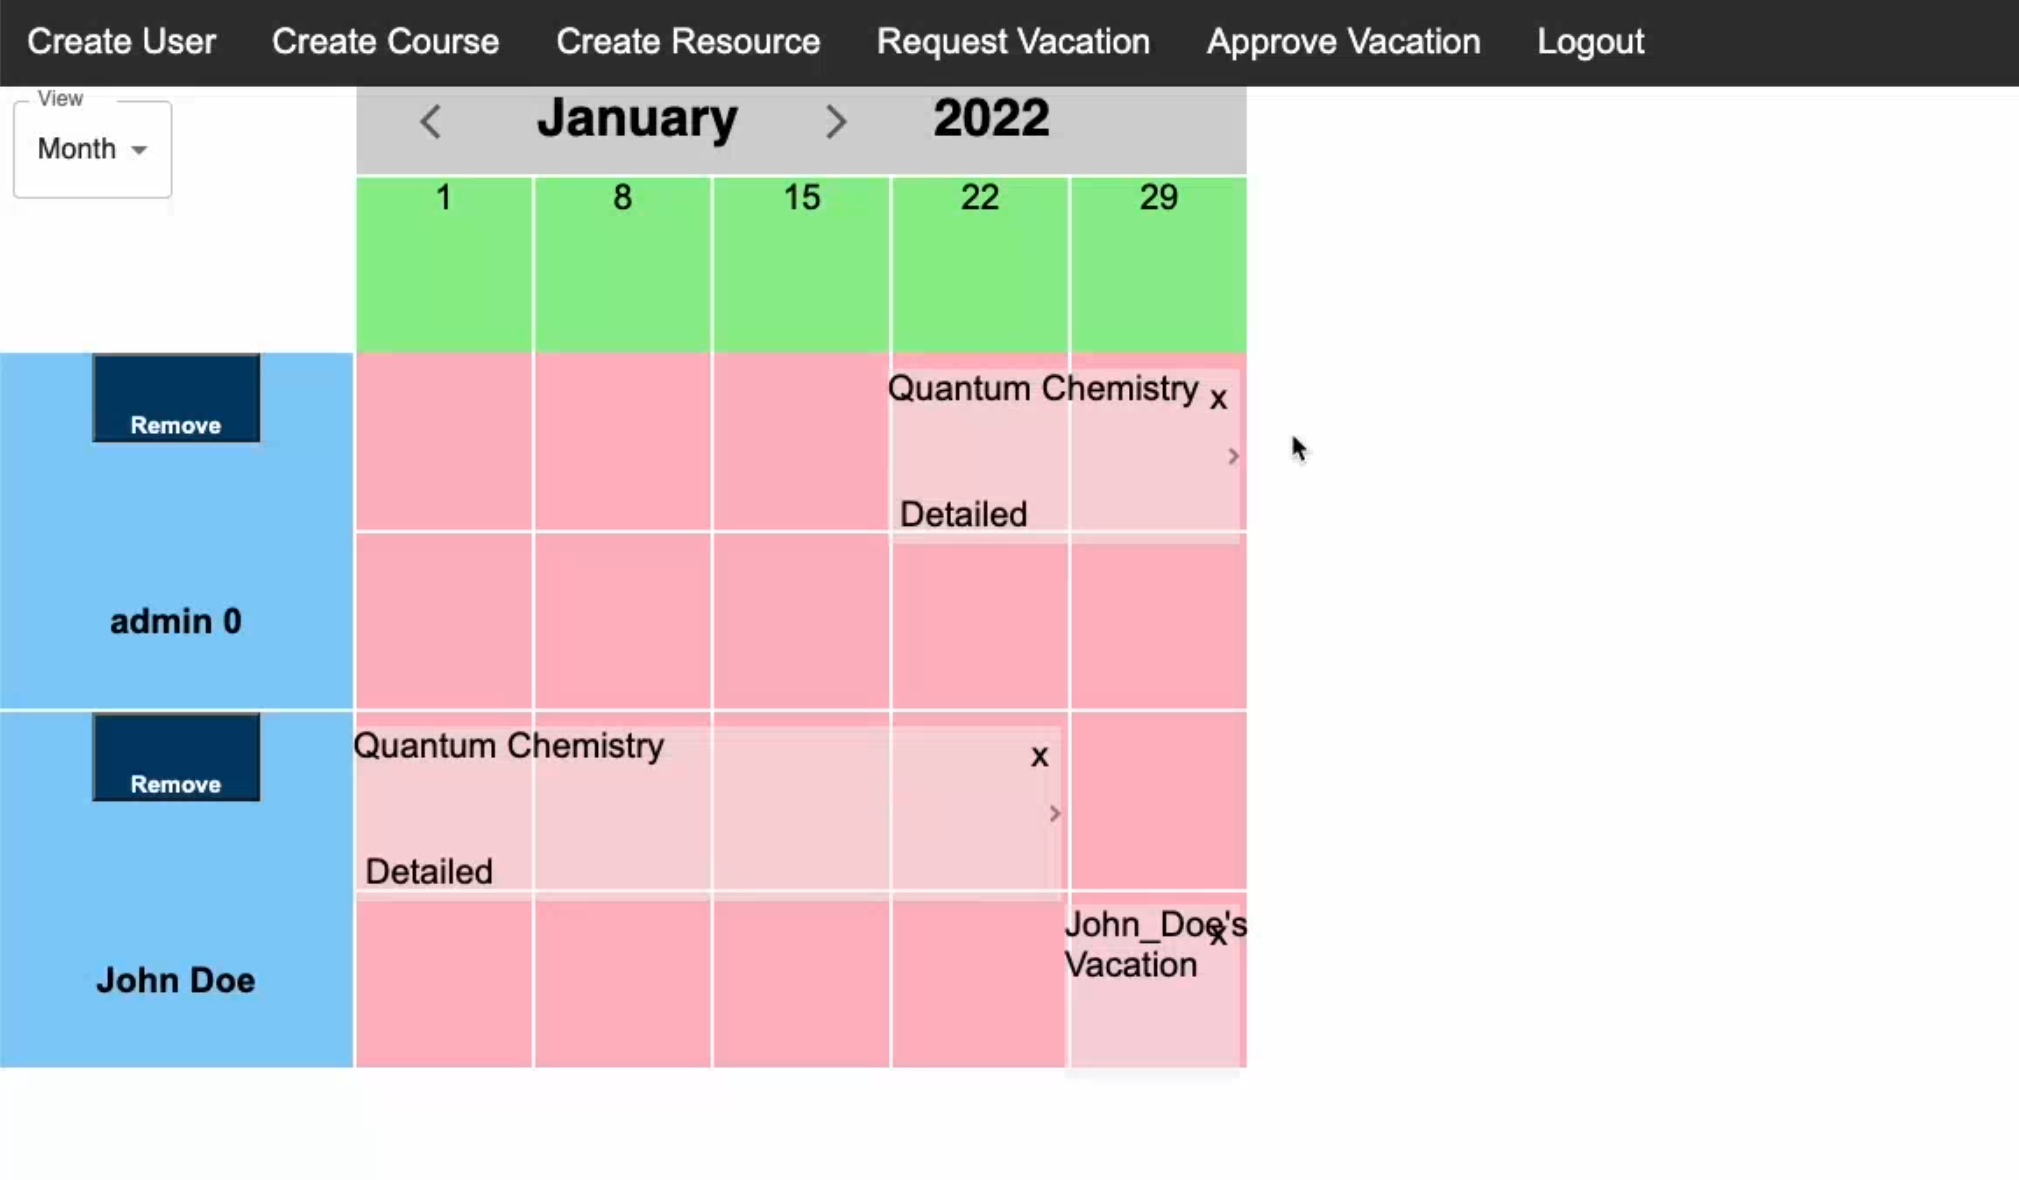 Create User Create Course Create Resource Request Vacation Approve Vacation Logout
View
Month
January 2022
1 8 15 22 29
Remove
Quantum Chemistry x
Detailed
admin 0
Remove
Quantum Chemistry x
Detailed
John Doe
John_Doe's x
Vacation